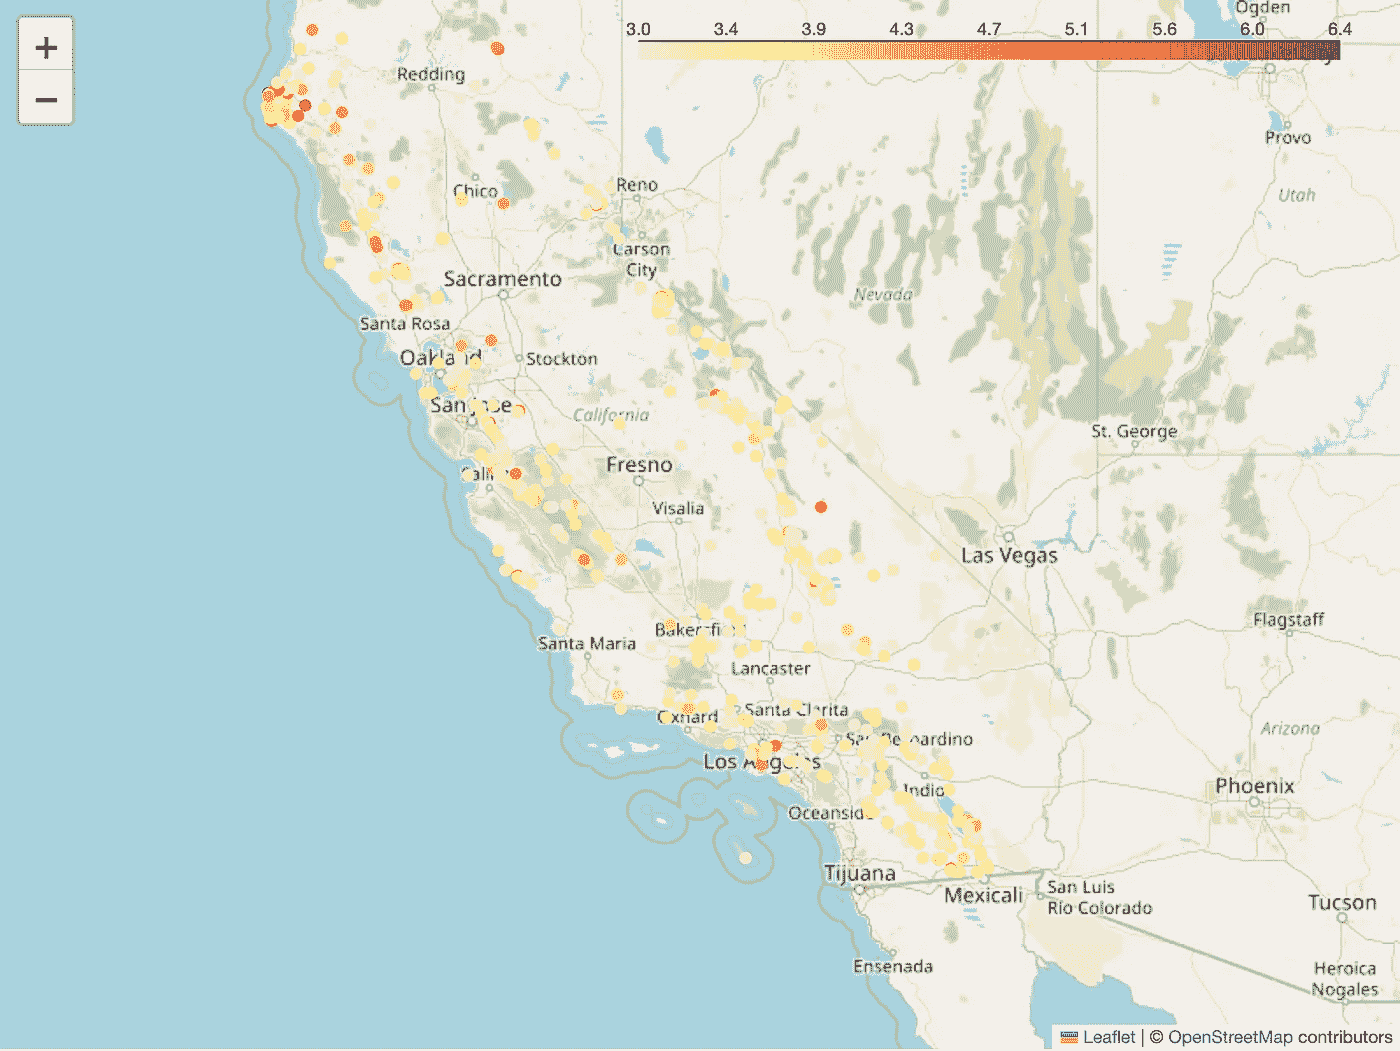 +
−
3.0 3.4 3.9 4.3 4.7 5.1 5.6 6.0 6.4
Ogden
Redding
Provo
Chico
Reno
Utah
Carson
City
Sacramento
Nevada
Santa Rosa
Oakland
Stockton
San Jose
California
St. George
Fresno
Visalia
Las Vegas
Flagstaff
Santa Maria
Lancaster
Oxnard
Santa Clarita
Arizona
San Bernardino
Los Angeles
Phoenix
Indio
Oceanside
Tijuana
Mexicali
San Luis
Río Colorado
Tucson
Ensenada
Heroica
Nogales
Leaflet | © OpenStreetMap contributors